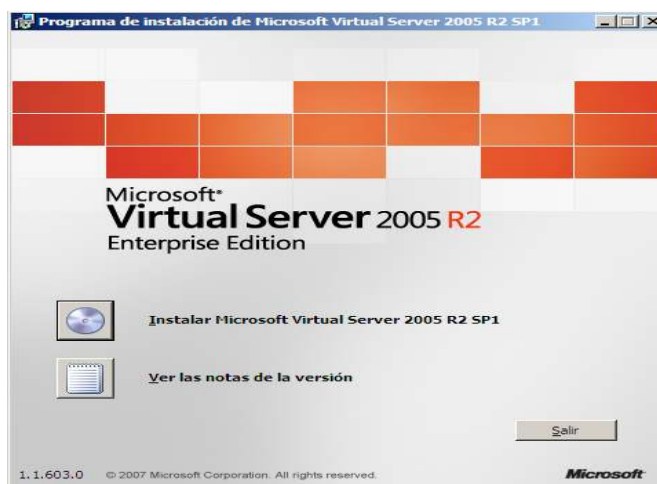 Programa de instalación de Microsoft Virtual Server 2005 R2 SP1
Microsoft®
Virtual Server 2005 R2
Enterprise Edition
Instalar Microsoft Virtual Server 2005 R2 SP1
Ver las notas de la versión
Salir
1.1.603.0 © 2007 Microsoft Corporation. All rights reserved. Microsoft